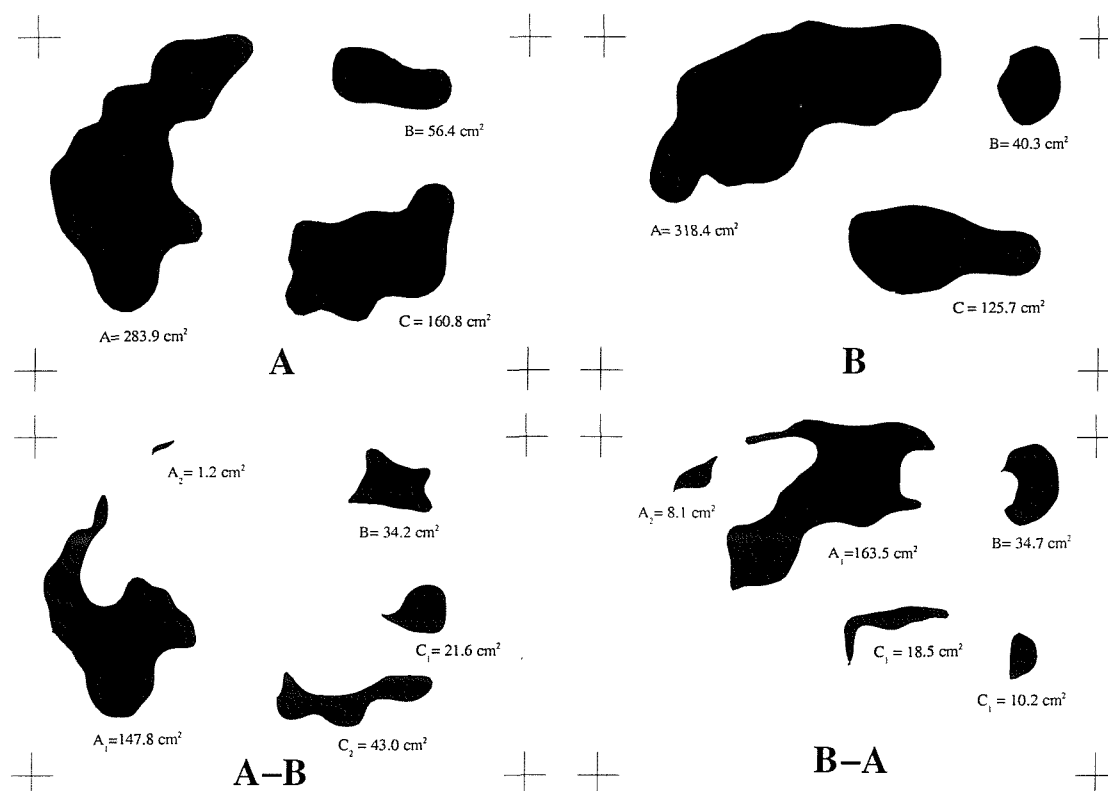 B= 56.4 cm²
A= 283.9 cm²
C = 160.8 cm²
A
B= 40.3 cm²
A= 318.4 cm²
C = 125.7 cm²
B
A₂= 1.2 cm²
B= 34.2 cm²
C₁= 21.6 cm²
A₁=147.8 cm²
C₂= 43.0 cm²
A–B
A₂= 8.1 cm²
A₁=163.5 cm²
B= 34.7 cm²
C₁ = 18.5 cm²
C₁ = 10.2 cm²
B–A